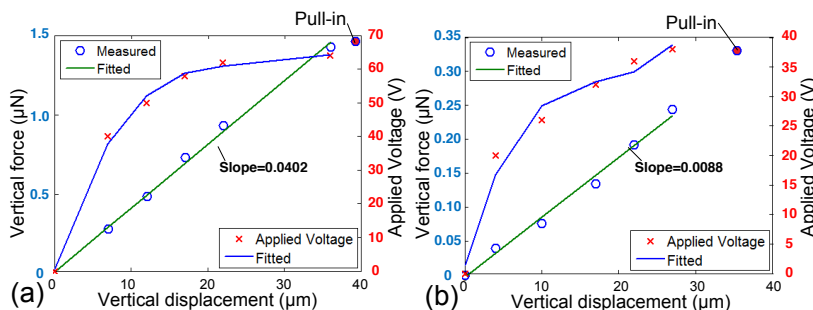 Pull-in
1.5
1.0
0.5
0
Vertical force (μN)
Measured
Fitted
Slope=0.0402
Applied Voltage
Fitted
70
60
50
40
30
20
10
0
Applied Voltage (V)
0 10 20 30 40
Vertical displacement (μm)
(a)
Pull-in
0.35
0.30
0.25
0.20
0.15
0.10
0.05
0
Vertical force (μN)
Measured
Fitted
Slope=0.0088
Applied Voltage
Fitted
40
35
30
25
20
15
10
5
0
Applied Voltage (V)
0 10 20 30 40
Vertical displacement (μm)
(b)